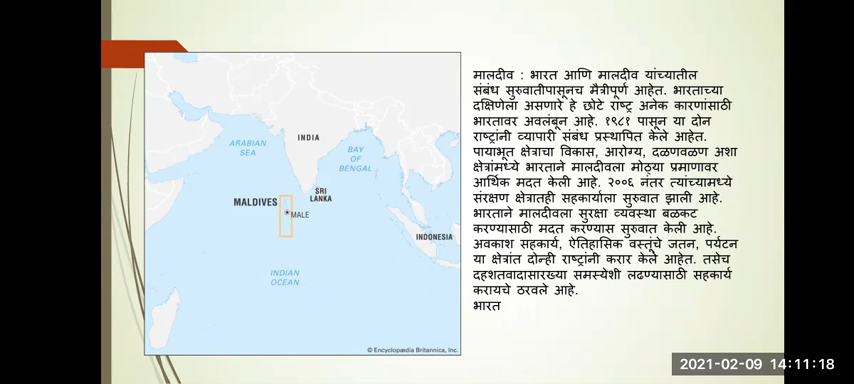 ARABIAN
SEA
INDIA
BAY
OF
BENGAL
SRI
LANKA
MALDIVES
MALE
INDONESIA
INDIAN
OCEAN
© Encyclopædia Britannica, Inc.
मालदीव : भारत आणि मालदीव यांच्यातील
संबंध सुरुवातीपासूनच मैत्रीपूर्ण आहेत. भारताच्या
दक्षिणेला असणारे हे छोटे राष्ट्र अनेक कारणांसाठी
भारतावर अवलंबून आहे. १९८१ पासून या दोन
राष्ट्रांनी व्यापारी संबंध प्रस्थापित केले आहेत.
पायाभूत क्षेत्राचा विकास, आरोग्य, दळणवळण अशा
क्षेत्रांमध्ये भारताने मालदीवला मोठ्या प्रमाणावर
आर्थिक मदत केली आहे. २००६ नंतर त्यांच्यामध्ये
संरक्षण क्षेत्रातही सहकार्याला सुरुवात झाली आहे.
भारताने मालदीवला सुरक्षा व्यवस्था बळकट
करण्यासाठी मदत करण्यास सुरुवात केली आहे.
अवकाश सहकार्य, ऐतिहासिक वस्तूंचे जतन, पर्यटन
या क्षेत्रांत दोन्ही राष्ट्रांनी करार केले आहेत. तसेच
दहशतवादासारख्या समस्येशी लढण्यासाठी सहकार्य
करायचे ठरवले आहे.
भारत
2021-02-09 14:11:18